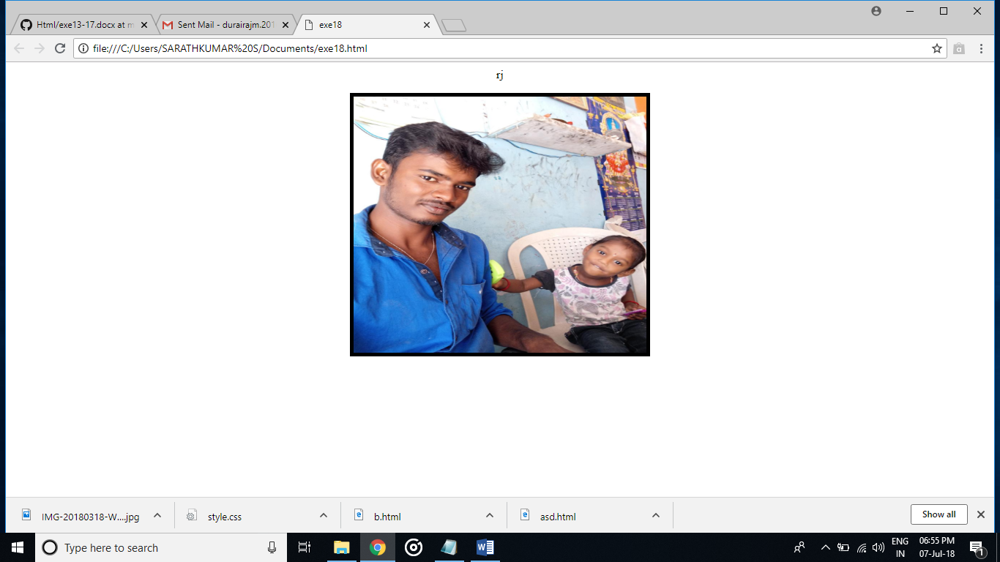 Html/exe13-17.docx at m
Sent Mail - durairajm.201
exe18
file:///C:/Users/SARATHKUMAR%20S/Documents/exe18.html
rj
IMG-20180318-W....jpg
style.css
b.html
asd.html
Show all
Type here to search
ENG
IN
06:55 PM
07-Jul-18
1